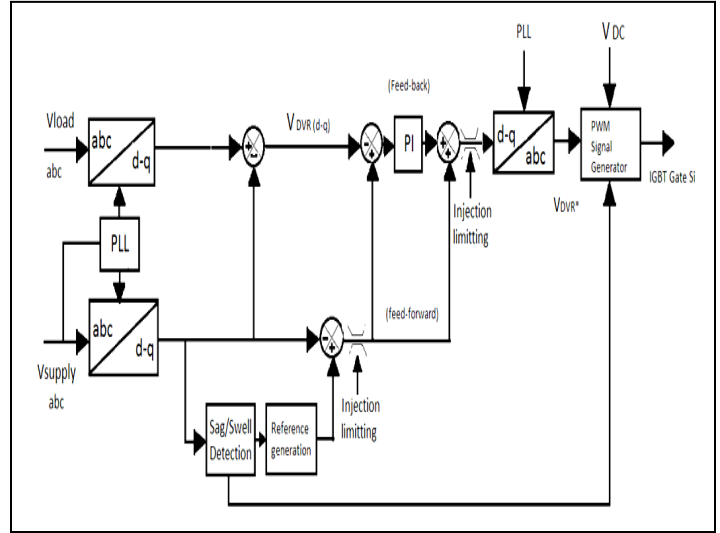 PLL
V DC
(Feed-back)
Vload
abc
abc
d-q
V DVR (d-q)
+
-
-
+
PI
+
+
d-q
abc
PWM
Signal
Generator
IGBT Gate Si
Injection
limitting
VDVR*
PLL
abc
d-q
Vsupply
abc
-
+
(feed-forward)
Injection
limitting
Sag/Swell
Detection
Reference
generation